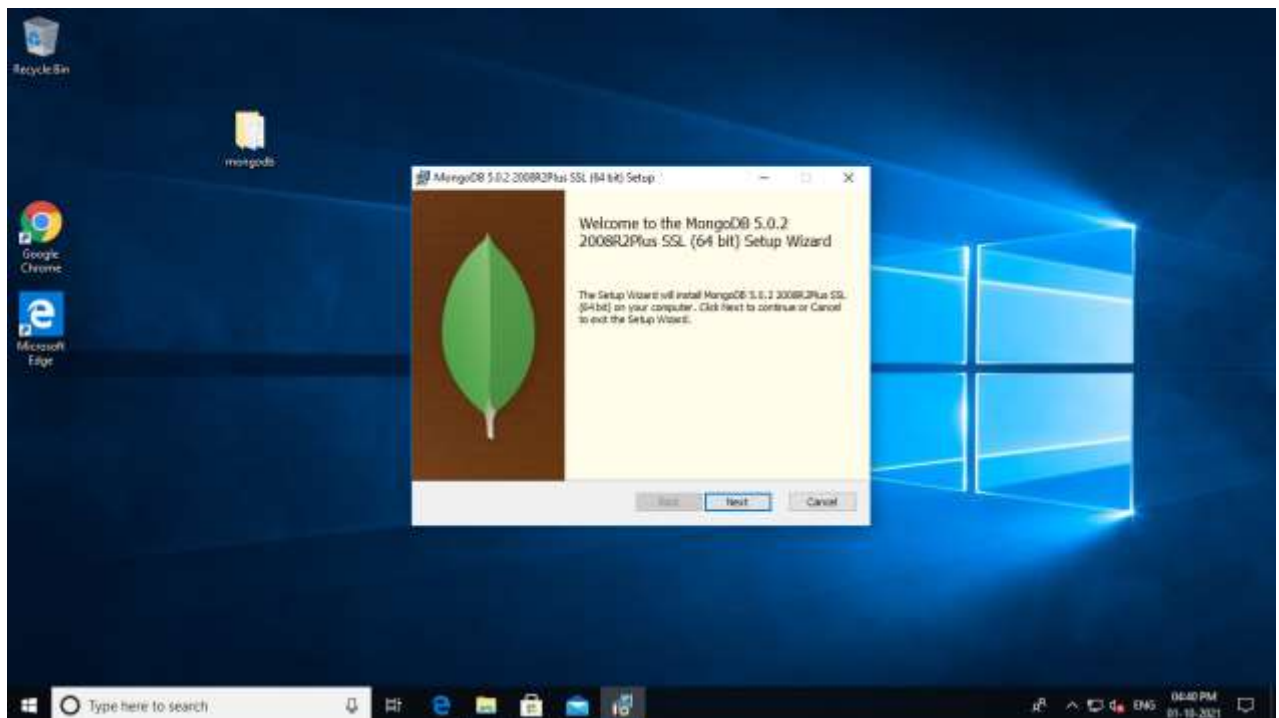 Recycle Bin
mongodb
Google
Chrome
Microsoft
Edge
MongoDB 5.0.2 2008R2Plus SSL (64 bit) Setup
Welcome to the MongoDB 5.0.2
2008R2Plus SSL (64 bit) Setup Wizard
The Setup Wizard will install MongoDB 5.0.2 2008R2Plus SSL
(64 bit) on your computer. Click Next to continue or Cancel
to exit the Setup Wizard.
Back Next Cancel
Type here to search
ENG
04:40 PM
01-10-2021